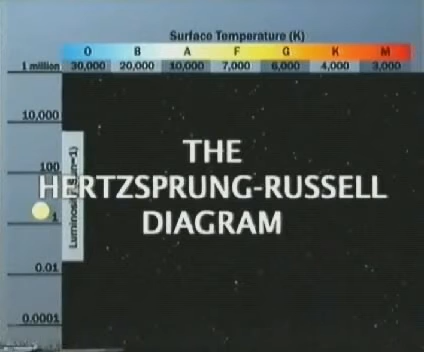 Surface Temperature (K)
O B A F G K M
30,000 20,000 10,000 7,000 6,000 4,000 3,000
1 million
10,000
100
1
0.01
0.0001
THE
HERTZSPRUNG-RUSSELL
DIAGRAM